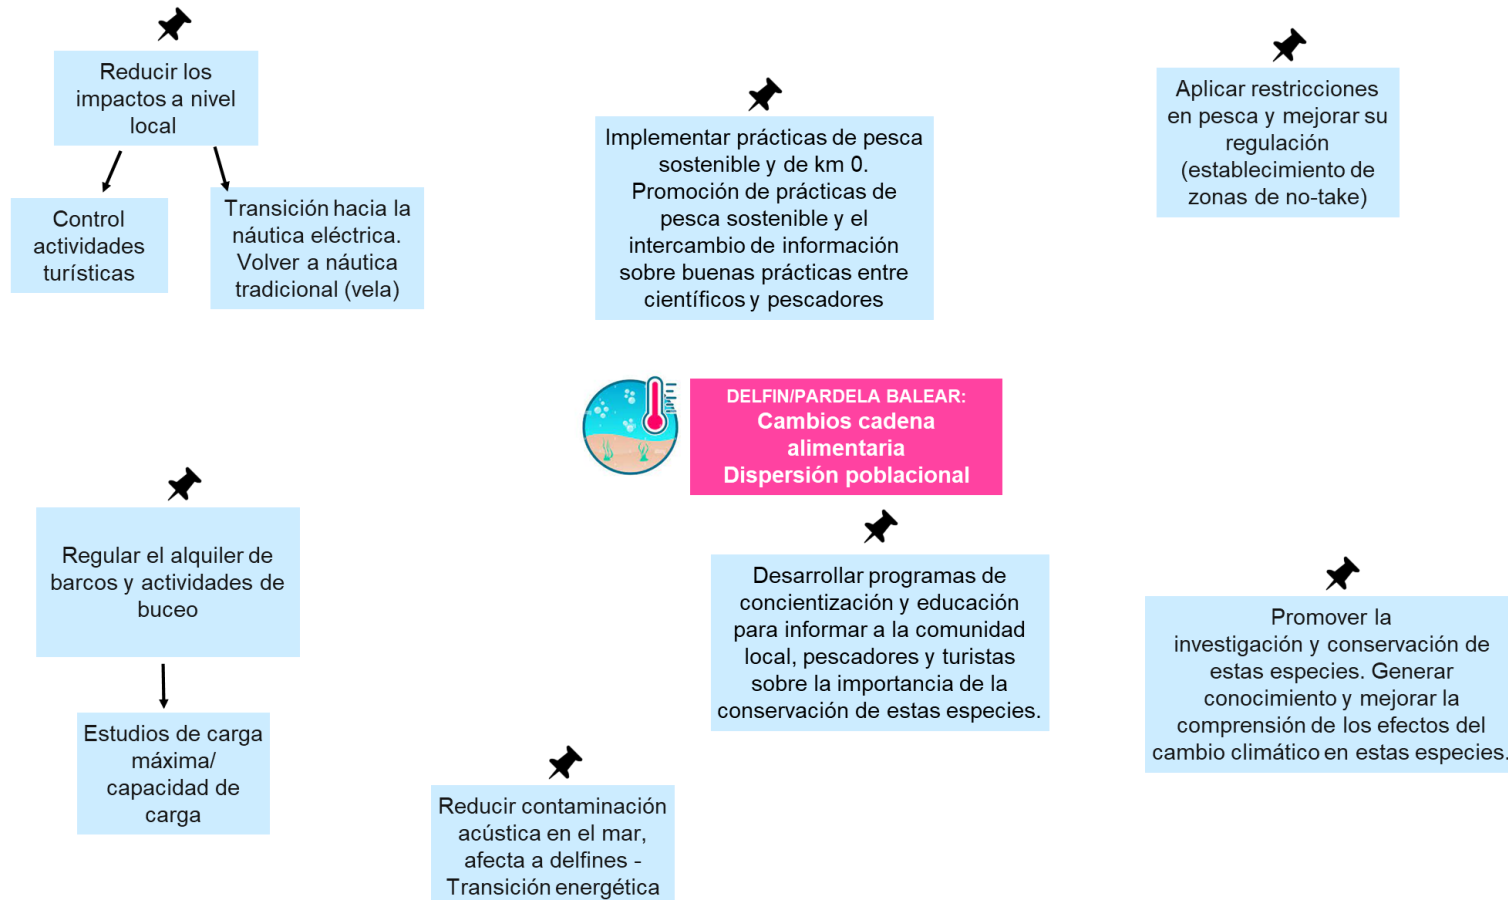 Reducir los
impactos a nivel
local
Control
actividades
turísticas
Transición hacia la
náutica eléctrica.
Volver a náutica
tradicional (vela)
Implementar prácticas de pesca
sostenible y de km 0.
Promoción de prácticas de
pesca sostenible y el
intercambio de información
sobre buenas prácticas entre
científicos y pescadores
Aplicar restricciones
en pesca y mejorar su
regulación
(establecimiento de
zonas de no-take)
DELFIN/PARDELA BALEAR:
Cambios cadena
alimentaria
Dispersión poblacional
Regular el alquiler de
barcos y actividades de
buceo
Estudios de carga
máxima/
capacidad de
carga
Reducir contaminación
acústica en el mar,
afecta a delfines -
Transición energética
Desarrollar programas de
concientización y educación
para informar a la comunidad
local, pescadores y turistas
sobre la importancia de la
conservación de estas especies.
Promover la
investigación y conservación de
estas especies. Generar
conocimiento y mejorar la
comprensión de los efectos del
cambio climático en estas especies.